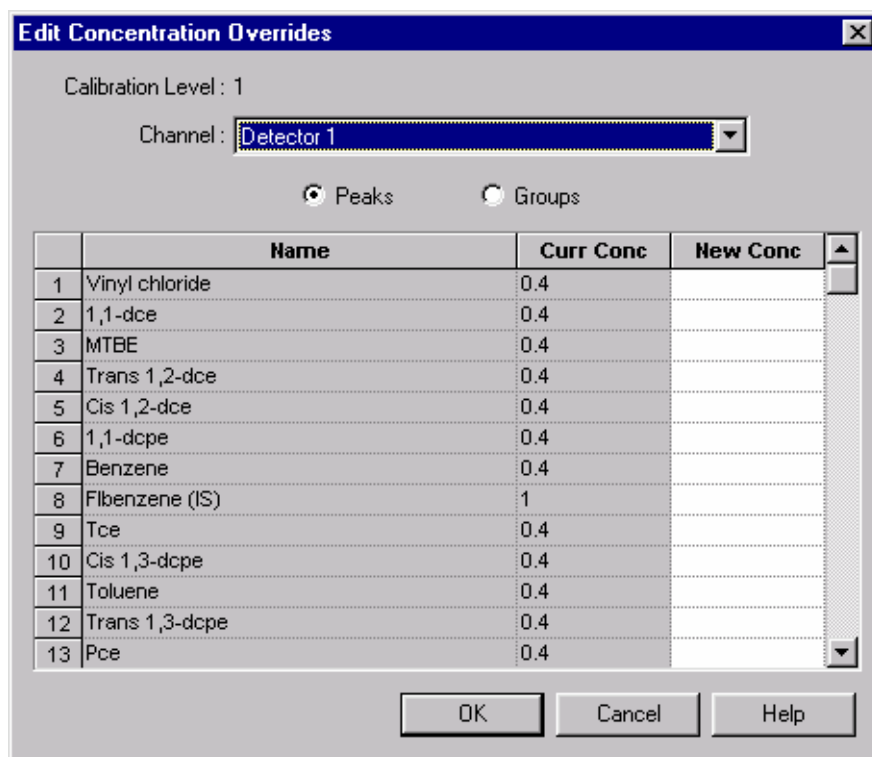 Edit Concentration Overrides
Calibration Level : 1
Channel : Detector 1
Peaks Groups
Name Curr Conc New Conc
1 Vinyl chloride 0.4
2 1,1-dce 0.4
3 MTBE 0.4
4 Trans 1,2-dce 0.4
5 Cis 1,2-dce 0.4
6 1,1-dcpe 0.4
7 Benzene 0.4
8 Flbenzene (IS) 1
9 Tce 0.4
10 Cis 1,3-dcpe 0.4
11 Toluene 0.4
12 Trans 1,3-dcpe 0.4
13 Pce 0.4
OK Cancel Help